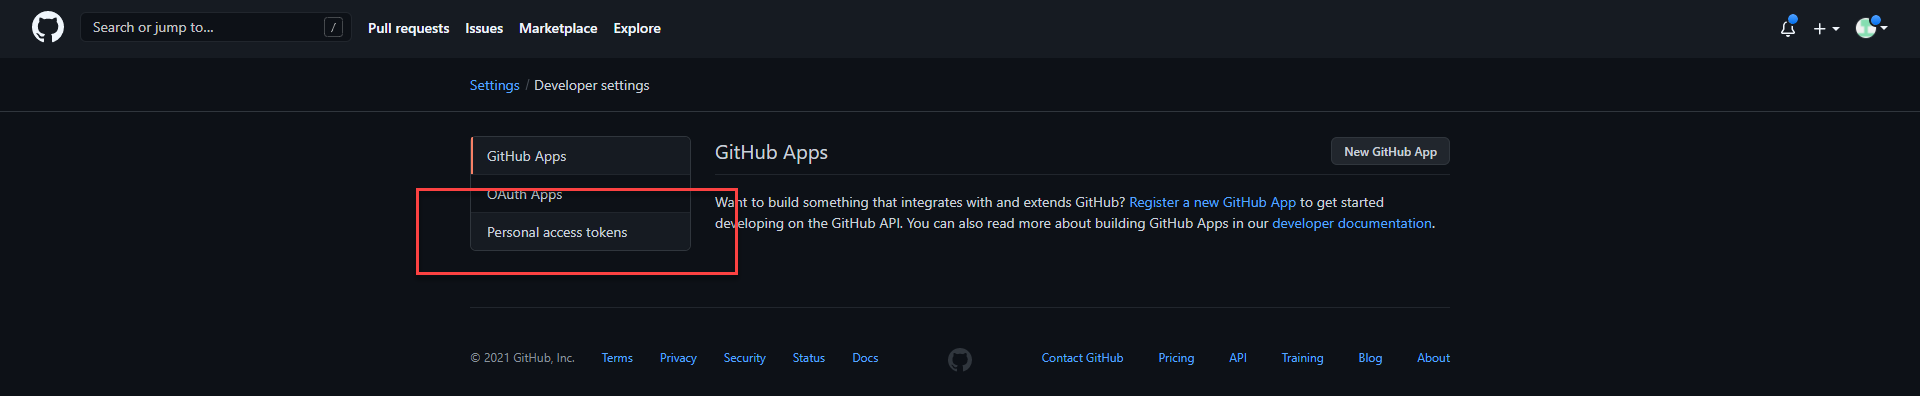 Search or jump to... /
Pull requests Issues Marketplace Explore
Settings / Developer settings
GitHub Apps
OAuth Apps
Personal access tokens
GitHub Apps
New GitHub App
Want to build something that integrates with and extends GitHub? Register a new GitHub App to get started
developing on the GitHub API. You can also read more about building GitHub Apps in our developer documentation.
© 2021 GitHub, Inc. Terms Privacy Security Status Docs Contact GitHub Pricing API Training Blog About